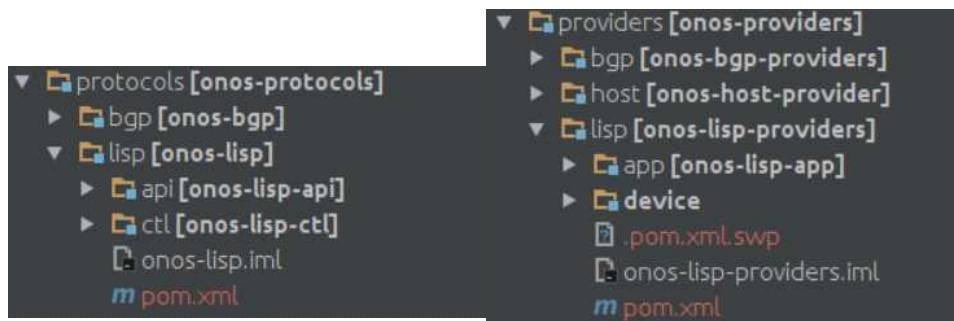 protocols [onos-protocols]
bgp [onos-bgp]
lisp [onos-lisp]
api [onos-lisp-api]
ctl [onos-lisp-ctl]
onos-lisp.iml
m pom.xml
providers [onos-providers]
bgp [onos-bgp-providers]
host [onos-host-provider]
lisp [onos-lisp-providers]
app [onos-lisp-app]
device
.pom.xml.swp
onos-lisp-providers.iml
m pom.xml